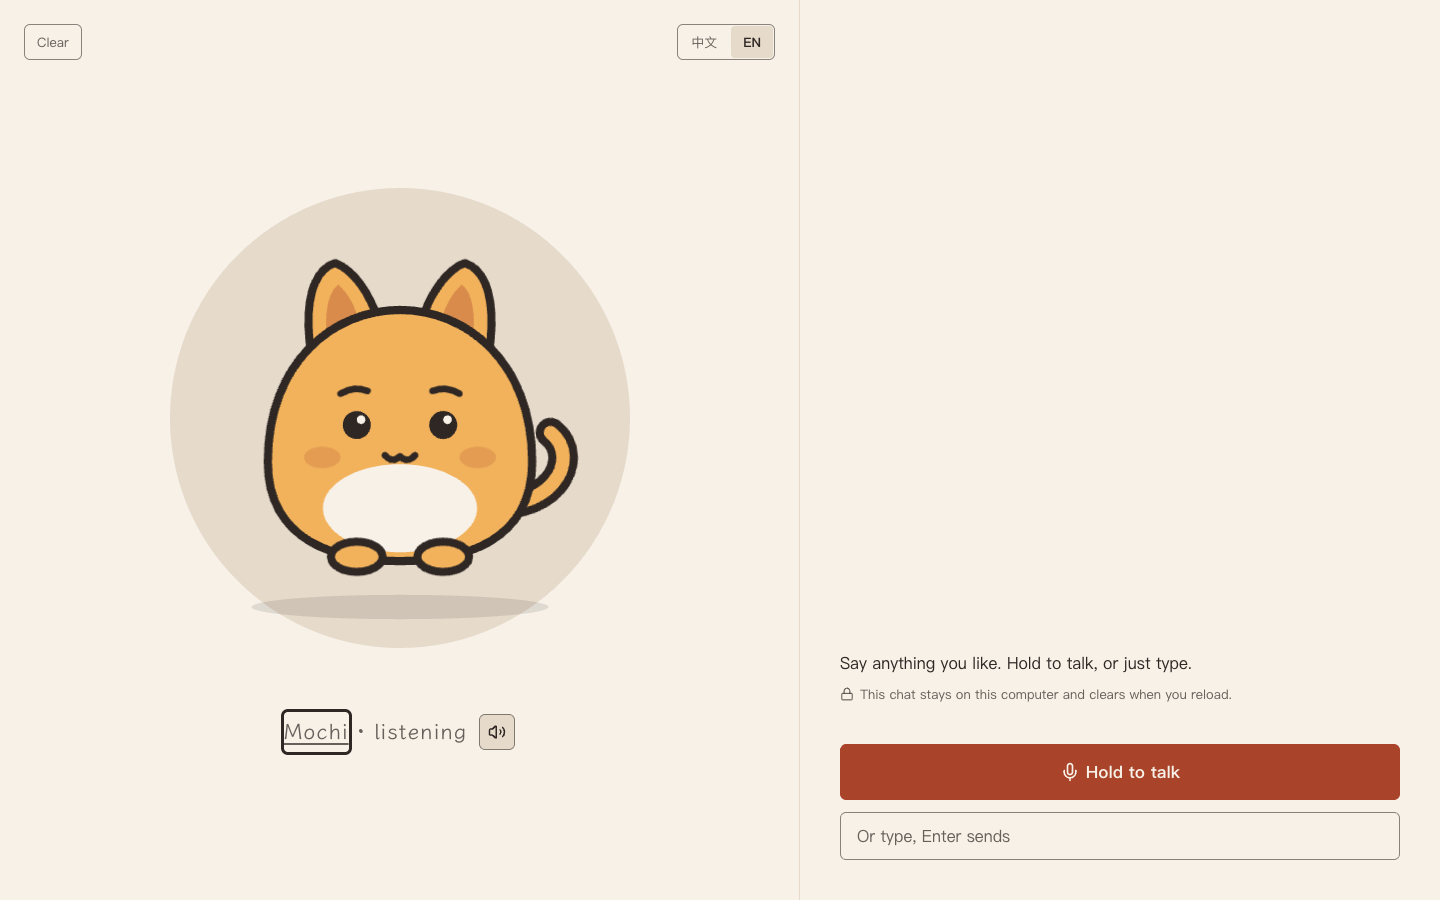 Clear
中文 EN
Mochi · listening
Say anything you like. Hold to talk, or just type.
This chat stays on this computer and clears when you reload.
Hold to talk
Or type, Enter sends